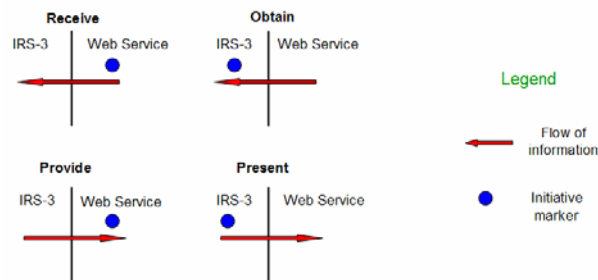 Receive
IRS-3 Web Service
Obtain
IRS-3 Web Service
Provide
IRS-3 Web Service
Present
IRS-3 Web Service
Legend
Flow of
information
Initiative
marker